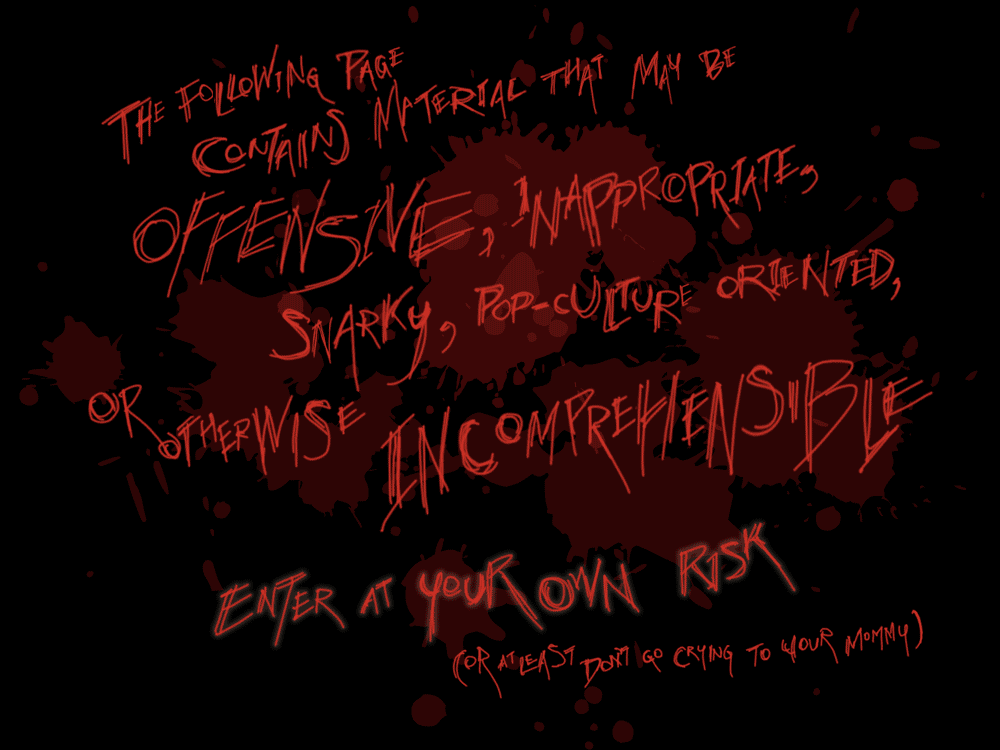 The Following Page
Contains Material that may be
OFFENSIVE, INAPPROPRIATE,
SNARKY, POP-CULTURE ORIENTED,
OR OTHERWISE INCOMPREHENSIBLE
ENTER AT YOUR OWN RISK
(OR AT LEAST DON'T GO CRYING TO YOUR MOMMY)